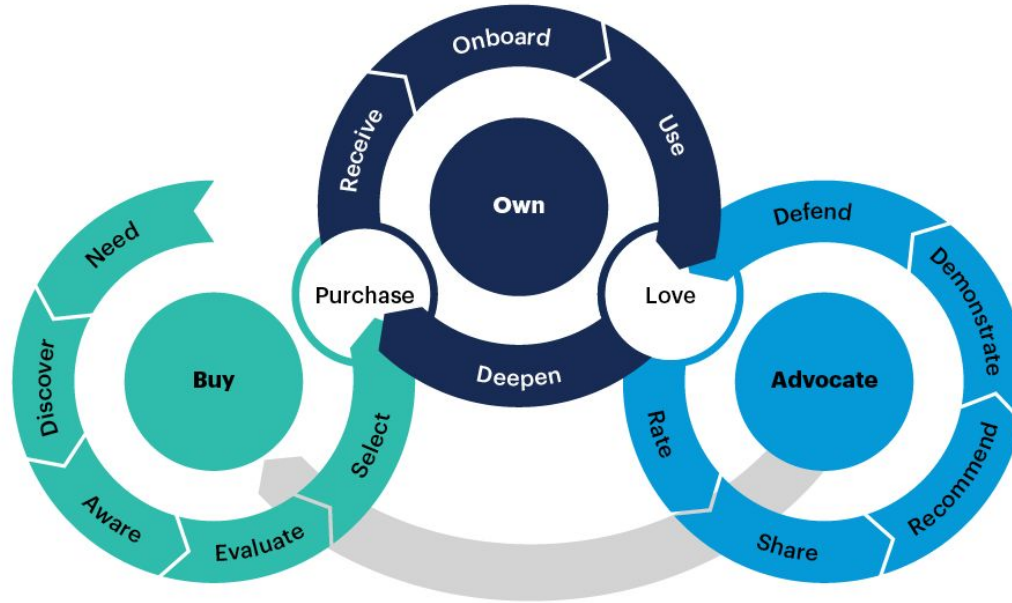 Need
Discover
Aware
Evaluate
Select
Buy
Purchase
Receive
Onboard
Use
Own
Love
Deepen
Rate
Share
Recommend
Demonstrate
Defend
Advocate